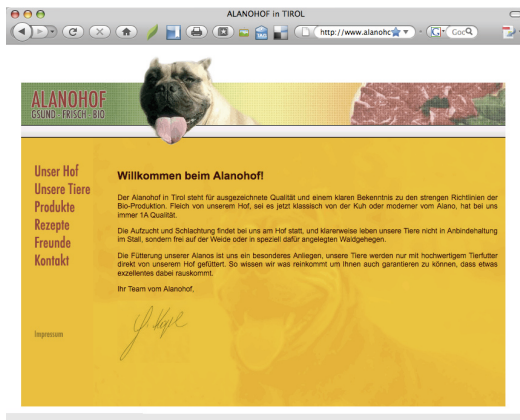 ALANOHOF in TIROL
http://www.alanohc
ALANOHOF
GSUND - FRISCH - BIO
Unser Hof
Unsere Tiere
Produkte
Rezepte
Freunde
Kontakt
Impressum
Willkommen beim Alanohof!
Der Alanohof in Tirol steht für ausgezeichnete Qualität und einem klaren Bekenntnis zu den strengen Richtlinien der
Bio-Produktion. Fleich von unserem Hof, sei es jetzt klassisch von der Kuh oder moderner vom Alano, hat bei uns
immer 1A Qualität.
Die Aufzucht und Schlachtung findet bei uns am Hof statt, und klarerweise leben unsere Tiere nicht in Anbindehaltung
im Stall, sondern frei auf der Weide oder in speziell dafür angelegten Waldgehegen.
Die Fütterung unserer Alanos ist uns ein besonderes Anliegen, unsere Tiere werden nur mit hochwertigem Tierfutter
direkt von unserem Hof gefüttert. So wissen wir was reinkommt um Ihnen auch garantieren zu können, dass etwas
exzellentes dabei rauskommt.
Ihr Team vom Alanohof,